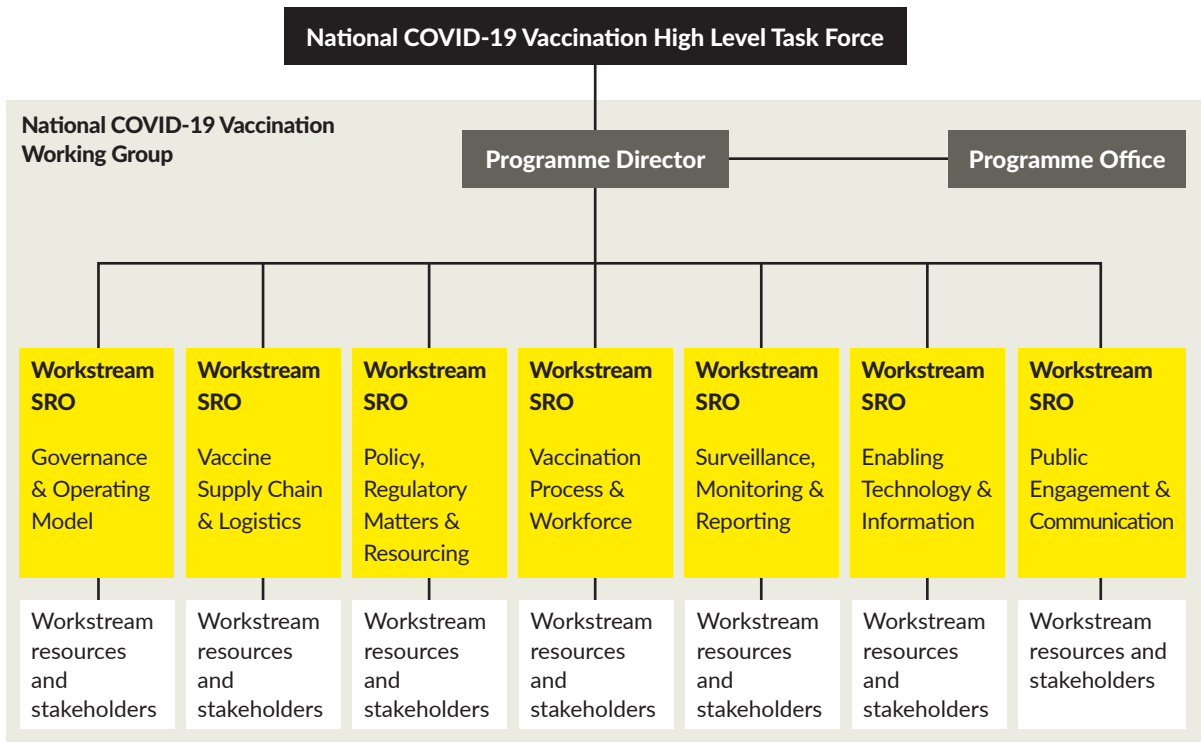 National COVID-19 Vaccination High Level Task Force
National COVID-19 Vaccination
Working Group
Programme Director
Programme Office
Workstream
SRO
Governance
& Operating
Model
Workstream
SRO
Vaccine
Supply Chain
& Logistics
Workstream
SRO
Policy,
Regulatory
Matters &
Resourcing
Workstream
SRO
Vaccination
Process &
Workforce
Workstream
SRO
Surveillance,
Monitoring &
Reporting
Workstream
SRO
Enabling
Technology &
Information
Workstream
SRO
Public
Engagement &
Communication
Workstream
resources
and
stakeholders
Workstream
resources
and
stakeholders
Workstream
resources
and
stakeholders
Workstream
resources
and
stakeholders
Workstream
resources
and
stakeholders
Workstream
resources
and
stakeholders
Workstream
resources and
stakeholders